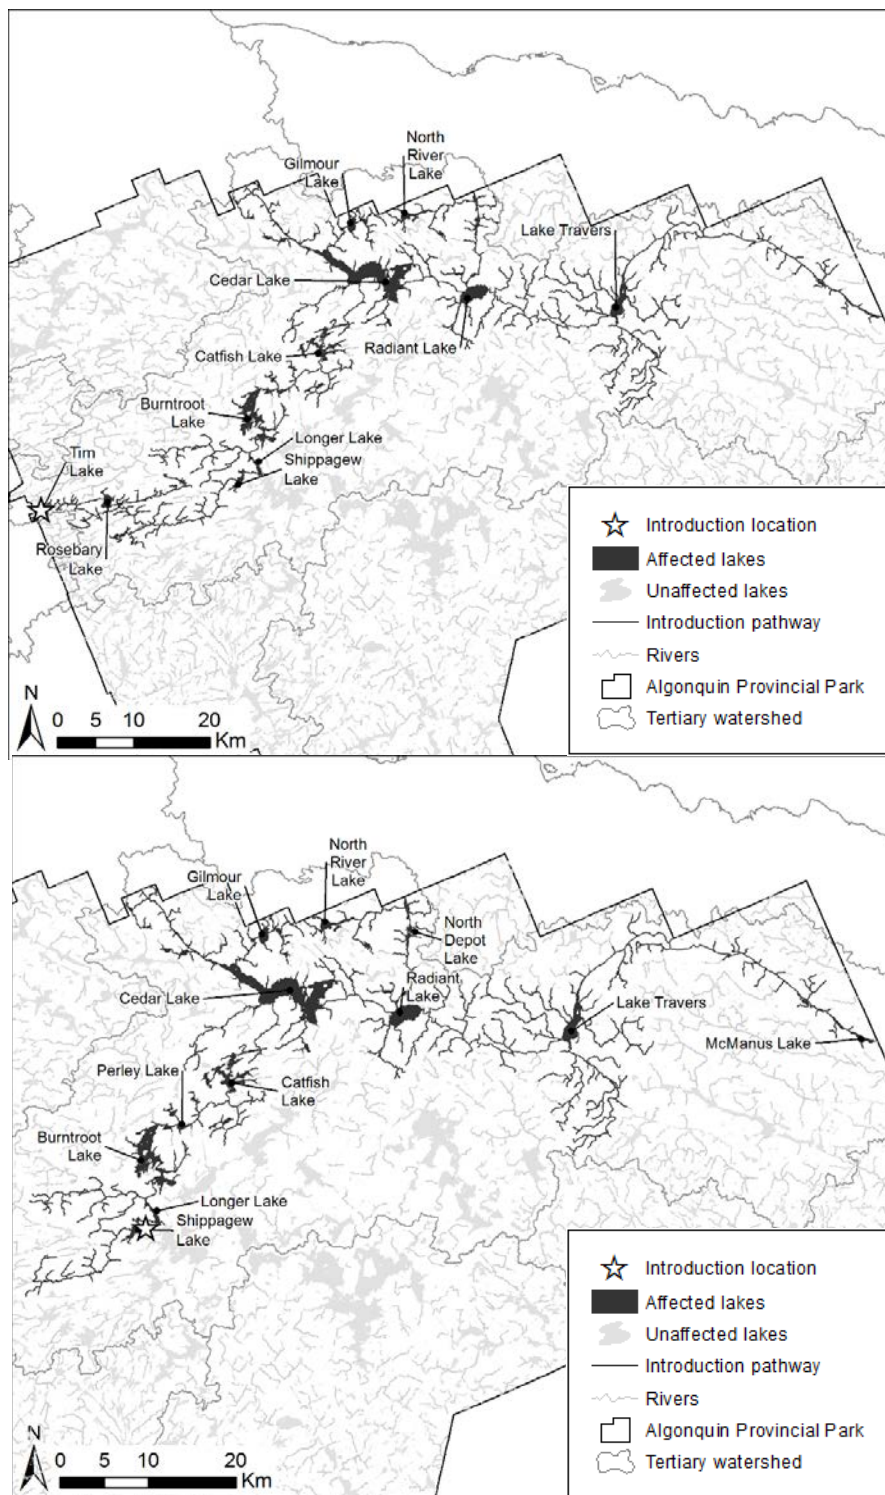 North
River
Lake
Gilmour
Lake
Lake Travers
Cedar Lake
Radiant Lake
Catfish Lake
Burntroot
Lake
Longer Lake
Tim
Lake
Shippagew
Lake
Rosebary
Lake
Introduction location
Affected lakes
Unaffected lakes
Introduction pathway
Rivers
Algonquin Provincial Park
Tertiary watershed
N
0 5 10 20
Km
North
River
Lake
Gilmour
Lake
North
Depot
Lake
Radiant
Lake
Cedar Lake
Lake Travers
McManus Lake
Perley Lake
Catfish
Lake
Burntroot
Lake
Longer Lake
Shippagew
Lake
Introduction location
Affected lakes
Unaffected lakes
Introduction pathway
Rivers
Algonquin Provincial Park
Tertiary watershed
N
0 5 10 20
Km